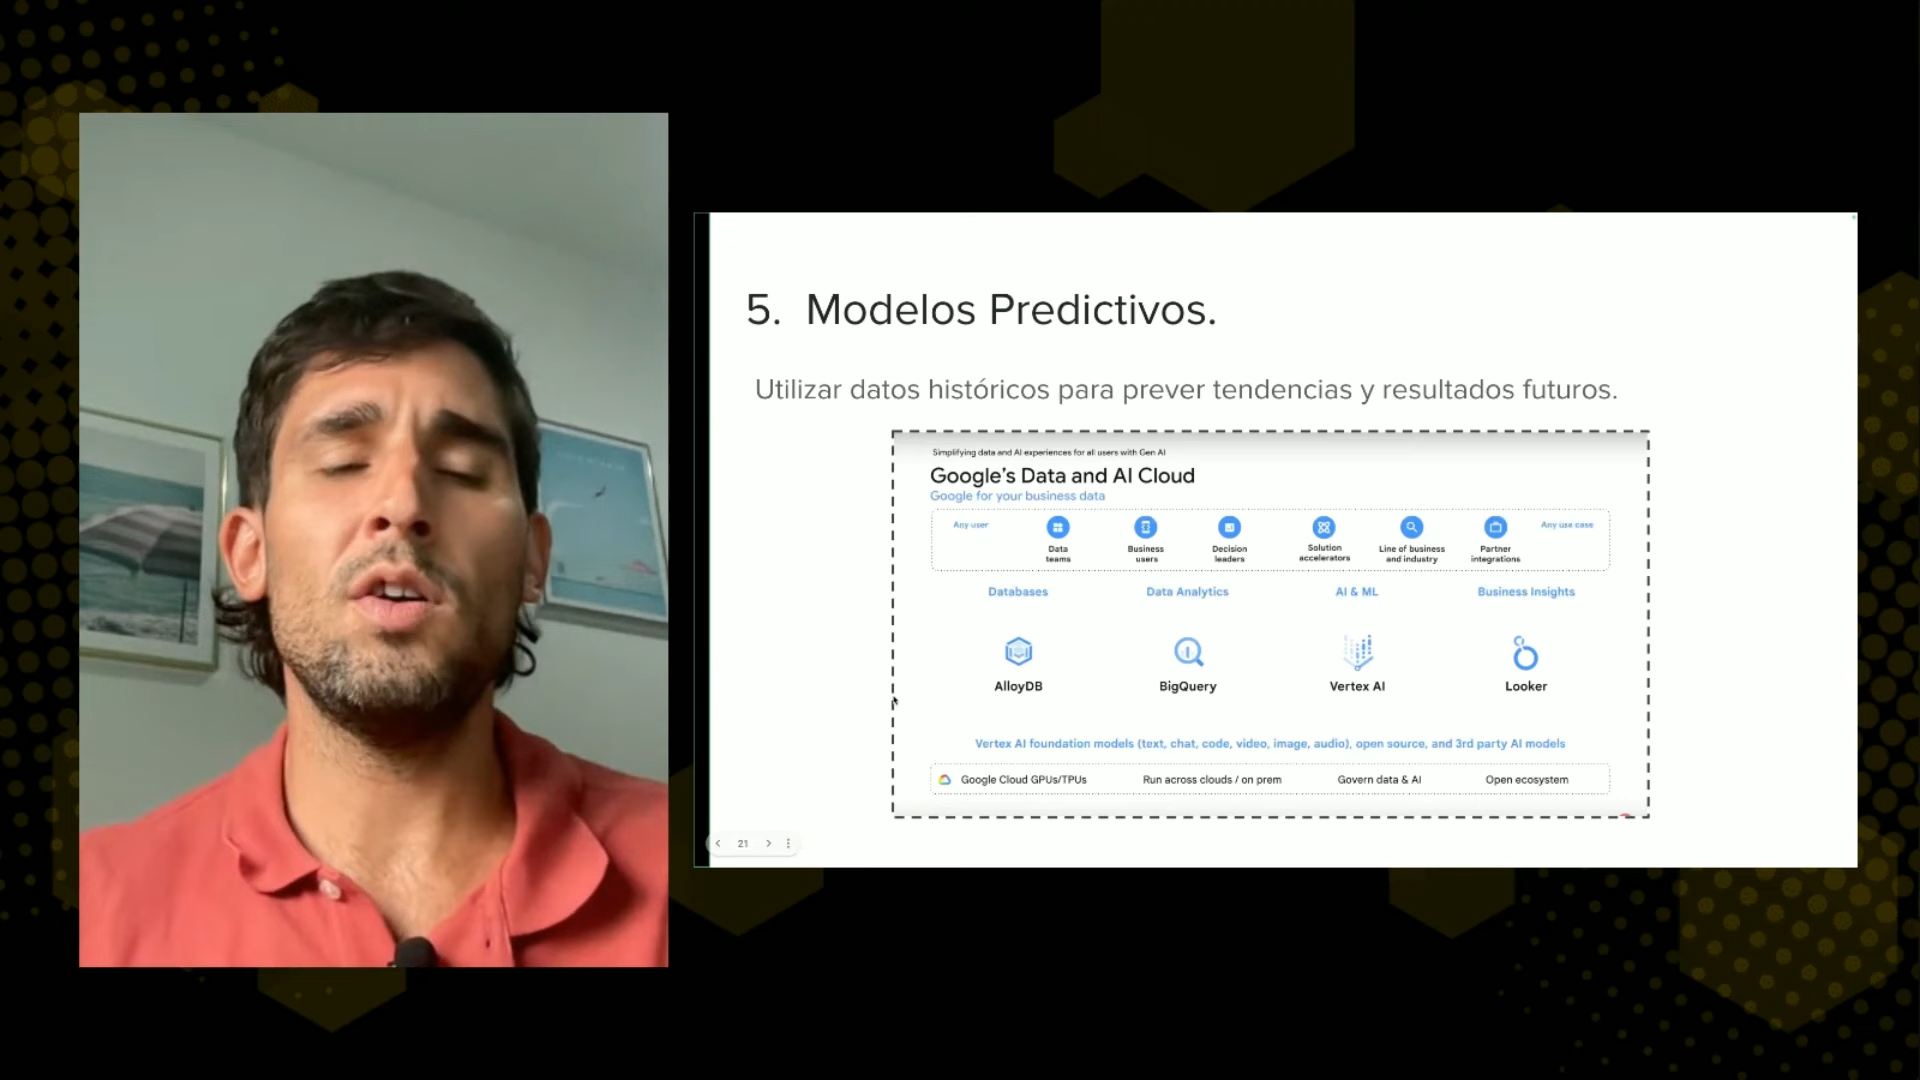 5. Modelos Predictivos.
Utilizar datos históricos para prever tendencias y resultados futuros.
Simplifying data and AI experiences for all users with Gen AI
Google's Data and AI Cloud
Google for your business data
Any user
Data
teams
Business
users
Decision
leaders
Solution
accelerators
Line of business
and industry
Partner
integrations
Any use case
Databases
Data Analytics
AI & ML
Business Insights
AlloyDB
BigQuery
Vertex AI
Looker
Vertex AI foundation models (text, chat, code, video, image, audio), open source, and 3rd party AI models
Google Cloud GPUs/TPUs
Run across clouds / on prem
Govern data & AI
Open ecosystem
21